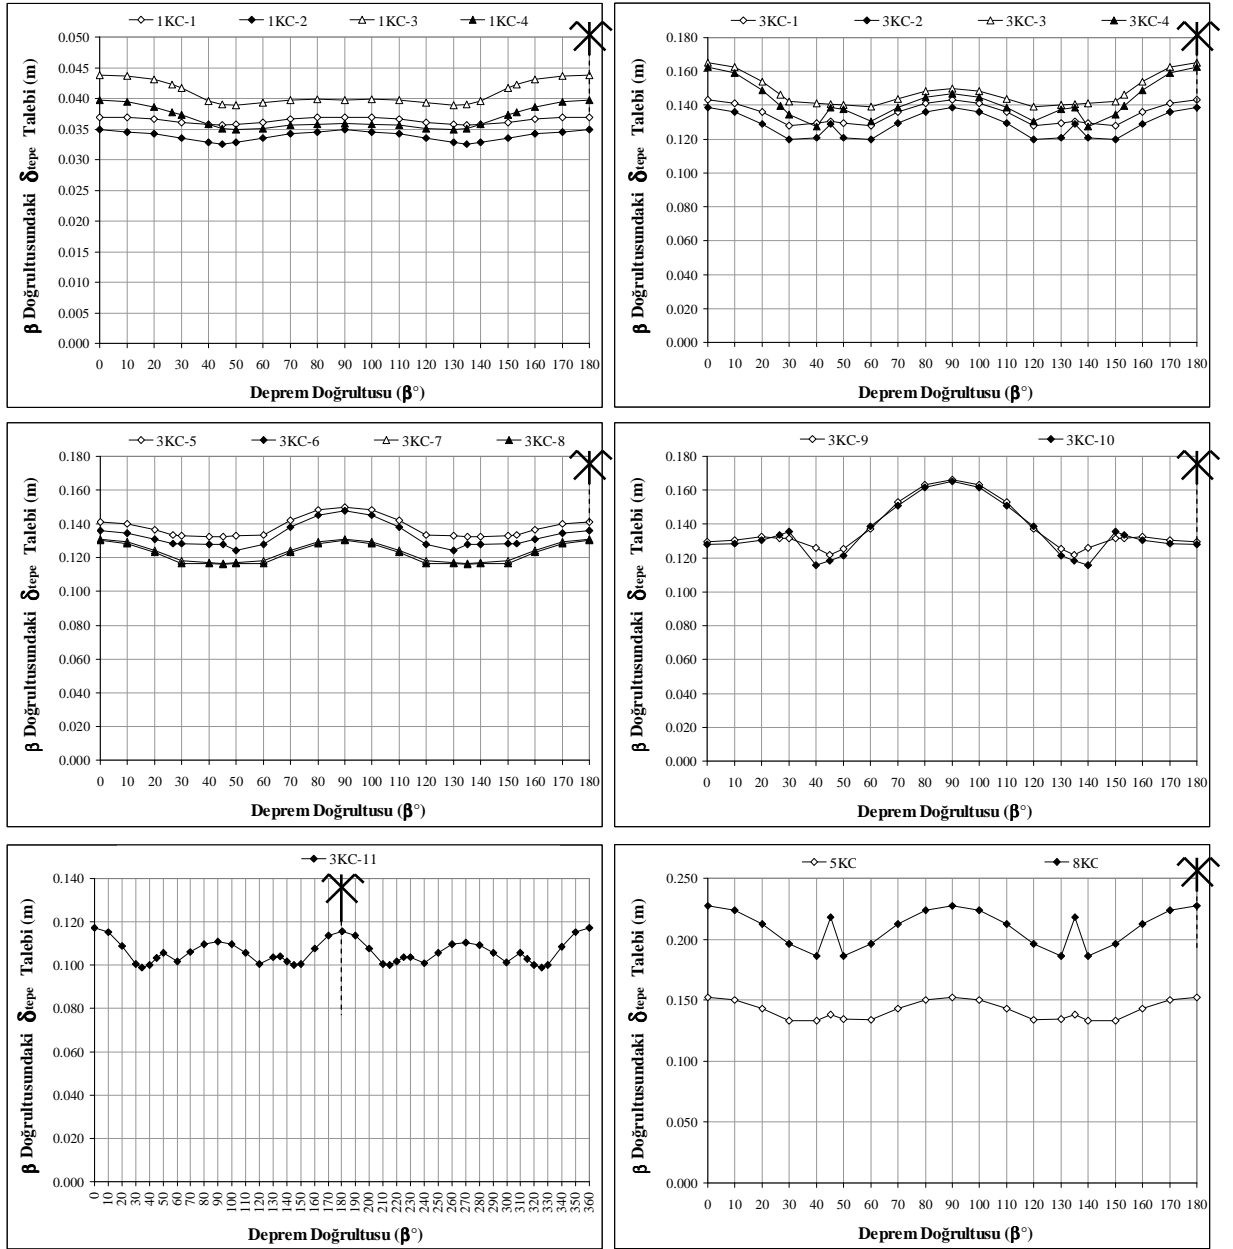 1KC-1 1KC-2 1KC-3 1KC-4
0.050
0.045
0.040
0.035
0.030
0.025
0.020
0.015
0.010
0.005
0.000
β Doğrultusundaki δtepe Talebi (m)
0 10 20 30 40 50 60 70 80 90 100 110 120 130 140 150 160 170 180
Deprem Doğrultusu (β°)
3KC-1 3KC-2 3KC-3 3KC-4
0.180
0.160
0.140
0.120
0.100
0.080
0.060
0.040
0.020
0.000
β Doğrultusundaki δtepe Talebi (m)
0 10 20 30 40 50 60 70 80 90 100 110 120 130 140 150 160 170 180
Deprem Doğrultusu (β°)
3KC-5 3KC-6 3KC-7 3KC-8
0.180
0.160
0.140
0.120
0.100
0.080
0.060
0.040
0.020
0.000
β Doğrultusundaki δtepe Talebi (m)
0 10 20 30 40 50 60 70 80 90 100 110 120 130 140 150 160 170 180
Deprem Doğrultusu (β°)
3KC-9 3KC-10
0.180
0.160
0.140
0.120
0.100
0.080
0.060
0.040
0.020
0.000
β Doğrultusundaki δtepe Talebi (m)
0 10 20 30 40 50 60 70 80 90 100 110 120 130 140 150 160 170 180
Deprem Doğrultusu (β°)
3KC-11
0.140
0.120
0.100
0.080
0.060
0.040
0.020
0.000
β Doğrultusundaki δtepe Talebi (m)
0 10 20 30 40 50 60 70 80 90 100 110 120 130 140 150 160 170 180 190 200 210 220 230 240 250 260 270 280 290 300 310 320 330 340 350 360
Deprem Doğrultusu (β°)
5KC 8KC
0.250
0.200
0.150
0.100
0.050
0.000
β Doğrultusundaki δtepe Talebi (m)
0 10 20 30 40 50 60 70 80 90 100 110 120 130 140 150 160 170 180
Deprem Doğrultusu (β°)